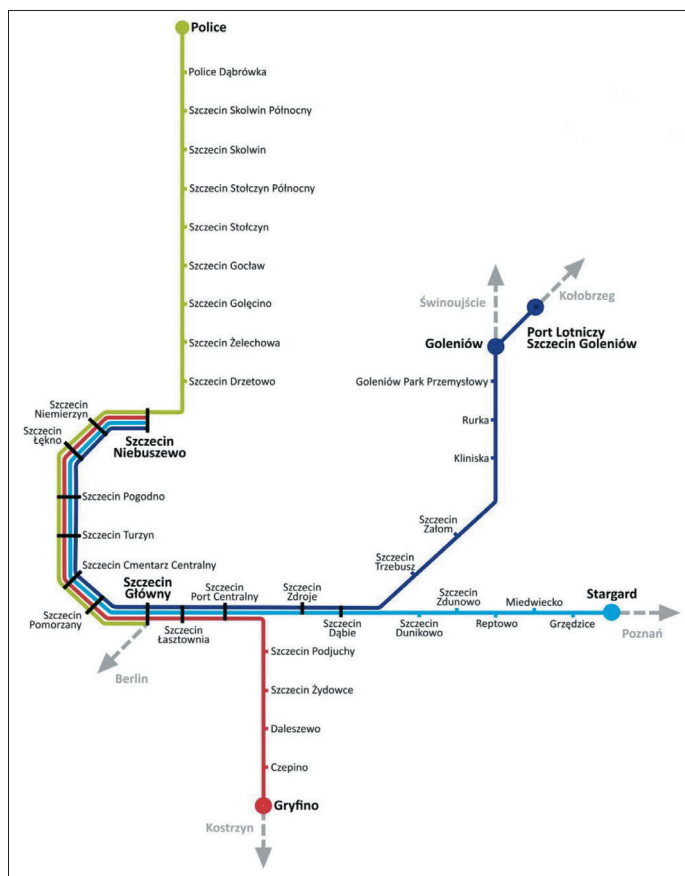 Police
Police Dąbrówka
Szczecin Skolwin Północny
Szczecin Skolwin
Szczecin Stołczyn Północny
Szczecin Stołczyn
Szczecin Gocław
Szczecin Golęcino
Szczecin Żelechowa
Szczecin Drzetowo
Świnoujście
Kołobrzeg
Port Lotniczy
Szczecin Goleniów
Goleniów
Goleniów Park Przemysłowy
Rurka
Kliniska
Szczecin
Załom
Szczecin
Trzebusz
Szczecin
Niemierzyn
Szczecin
Łękno
Szczecin
Niebuszewo
Szczecin Pogodno
Szczecin Turzyn
Szczecin Cmentarz Centralny
Szczecin
Pomorzany
Szczecin
Główny
Szczecin
Port Centralny
Szczecin
Łasztownia
Szczecin
Zdroje
Szczecin
Dąbie
Szczecin
Dunikowo
Szczecin
Zdunowo
Reptowo
Miedwiecko
Grzędzice
Stargard
Poznań
Berlin
Szczecin Podjuchy
Szczecin Żydowce
Daleszewo
Czepino
Gryfino
Kostrzyn